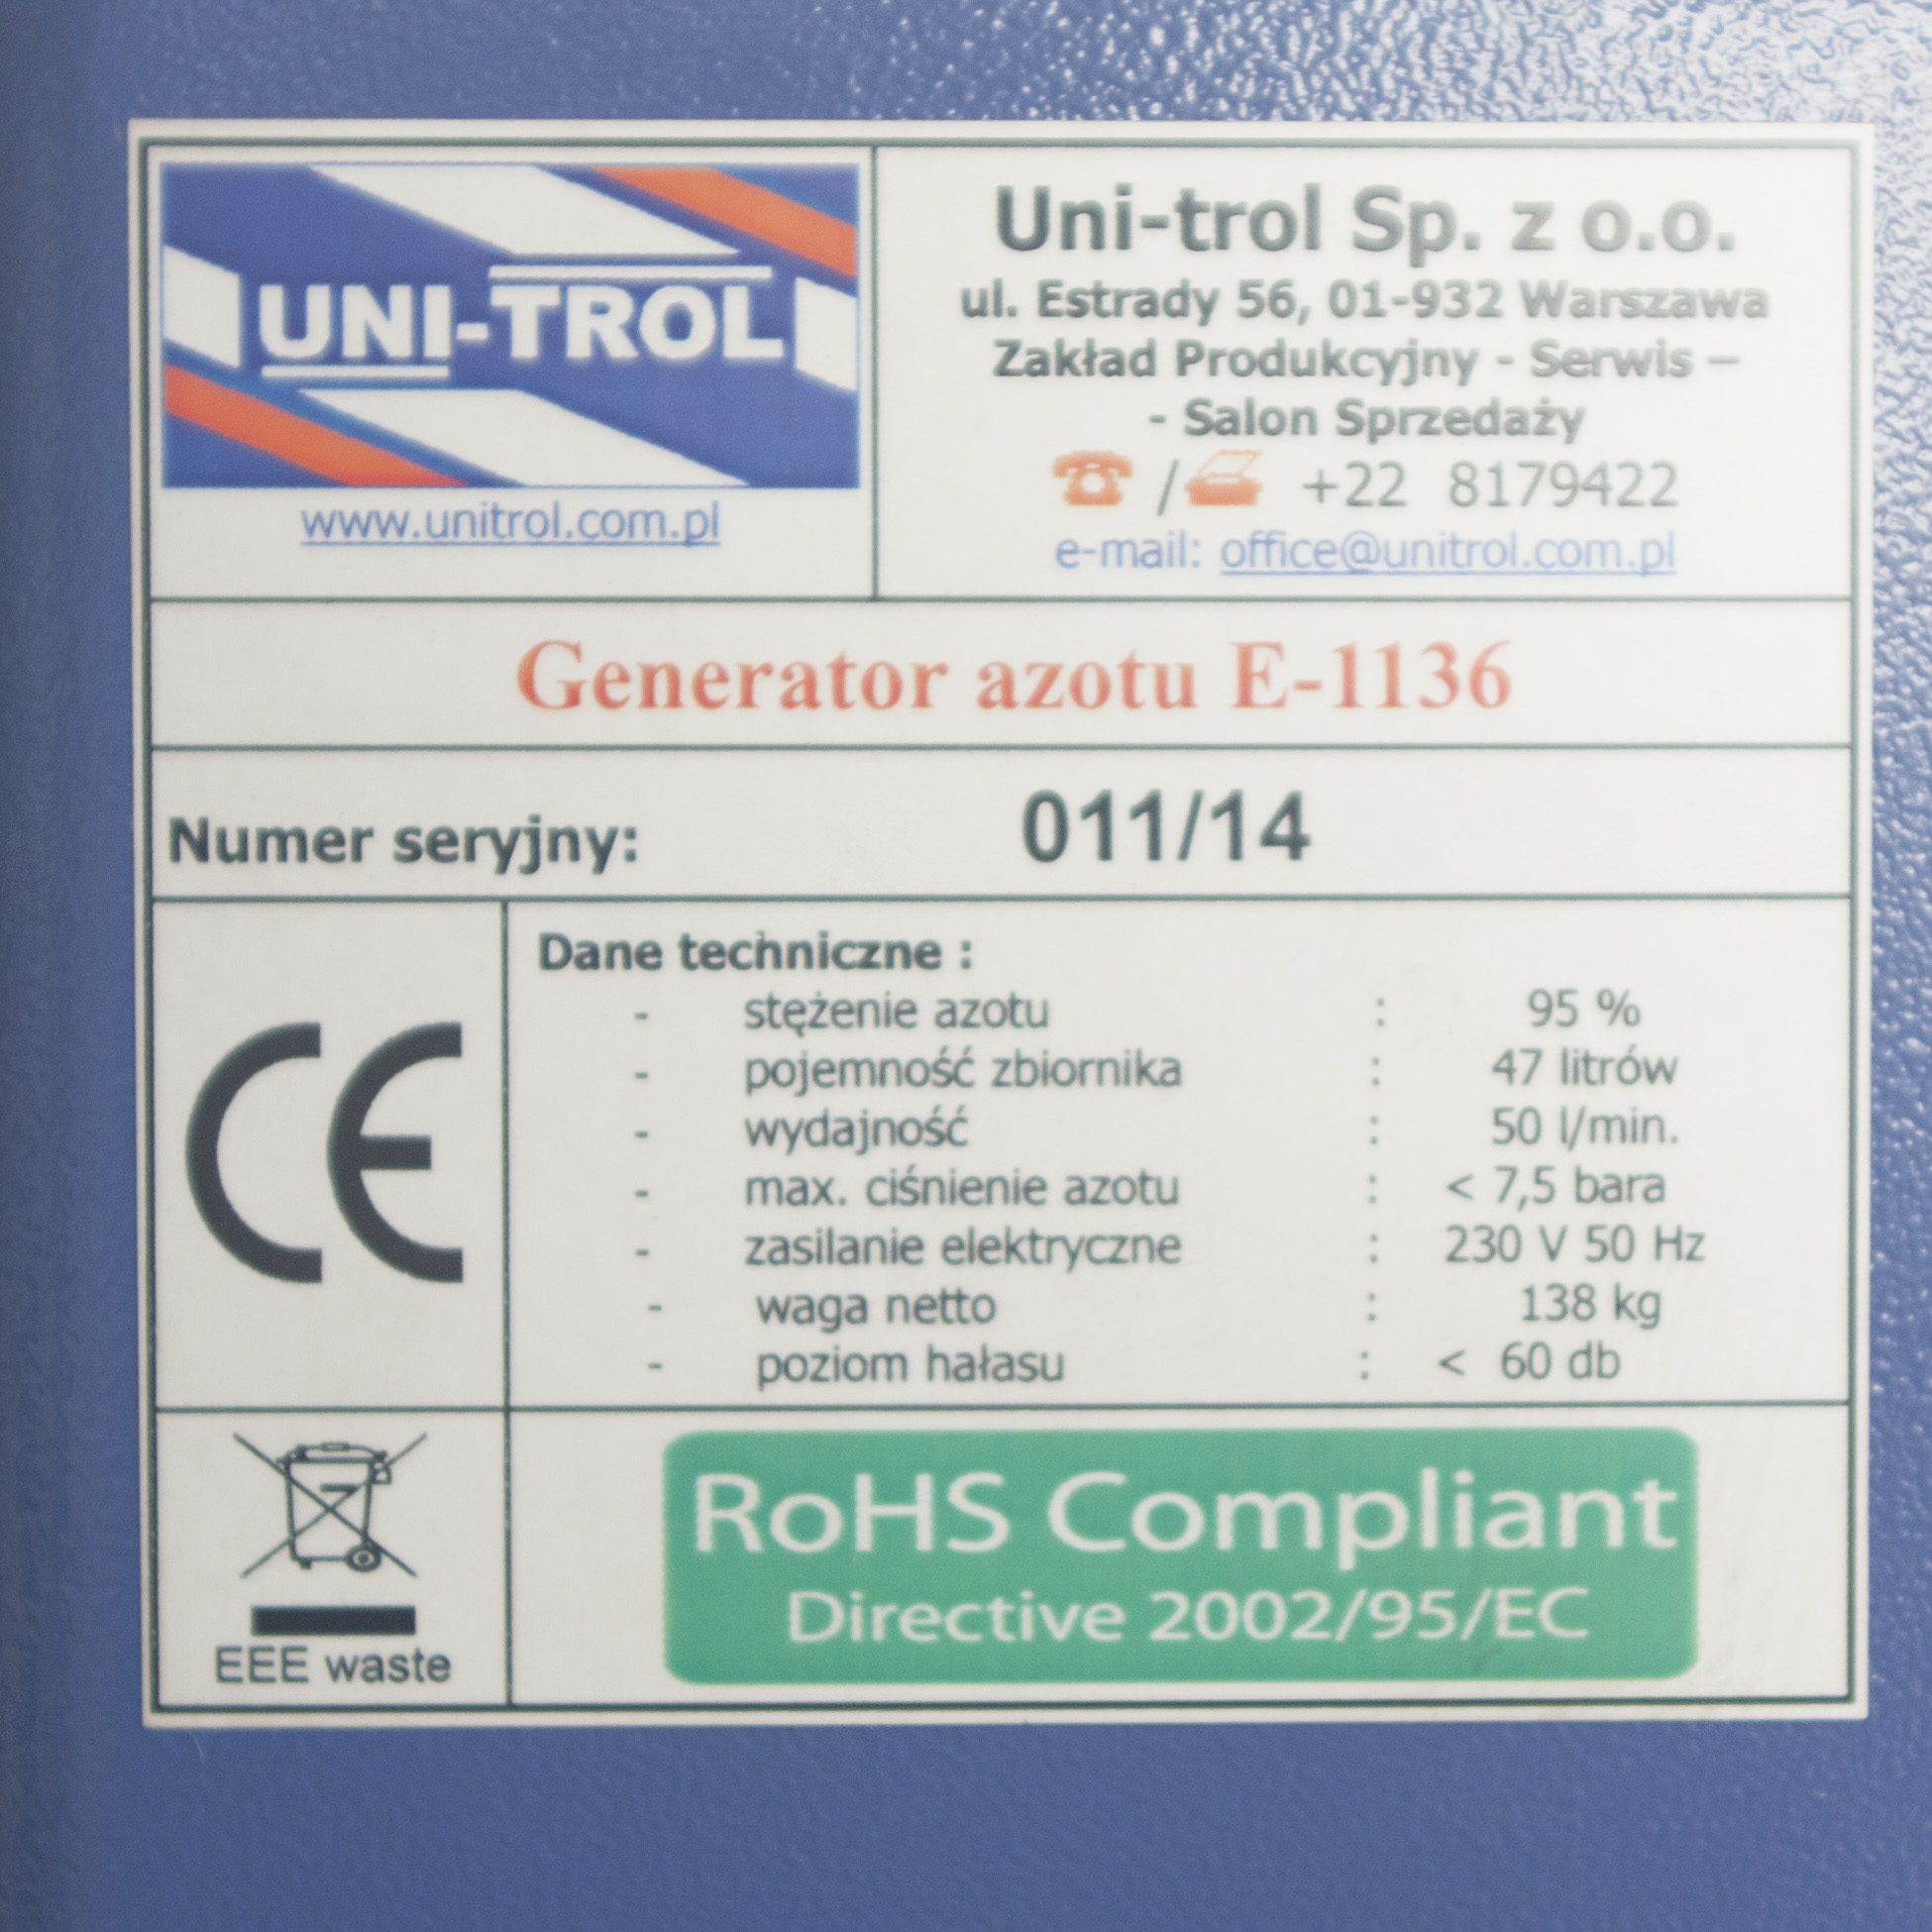 UNI-TROL
www.unitrol.com.pl
Uni-trol Sp. z o.o.
ul. Estrady 56, 01-932 Warszawa
Zakład Produkcyjny - Serwis –
- Salon Sprzedaży
/ +22 8179422
e-mail: office@unitrol.com.pl
Generator azotu E-1136
Numer seryjny: 011/14
CE
Dane techniczne :
- stężenie azotu : 95 %
- pojemność zbiornika : 47 litrów
- wydajność : 50 l/min.
- max. ciśnienie azotu : < 7,5 bara
- zasilanie elektryczne : 230 V 50 Hz
- waga netto : 138 kg
- poziom hałasu : < 60 db
EEE waste
RoHS Compliant
Directive 2002/95/EC